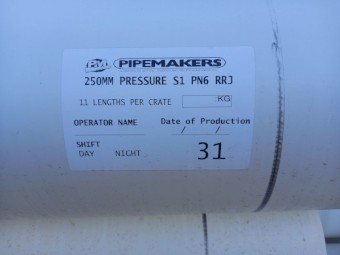 PIPEMAKERS
250MM PRESSURE S1 PN6 RRJ
11 LENGTHS PER CRATE KG
OPERATOR NAME Date of Production
/ /
SHIFT
DAY NIGHT 31